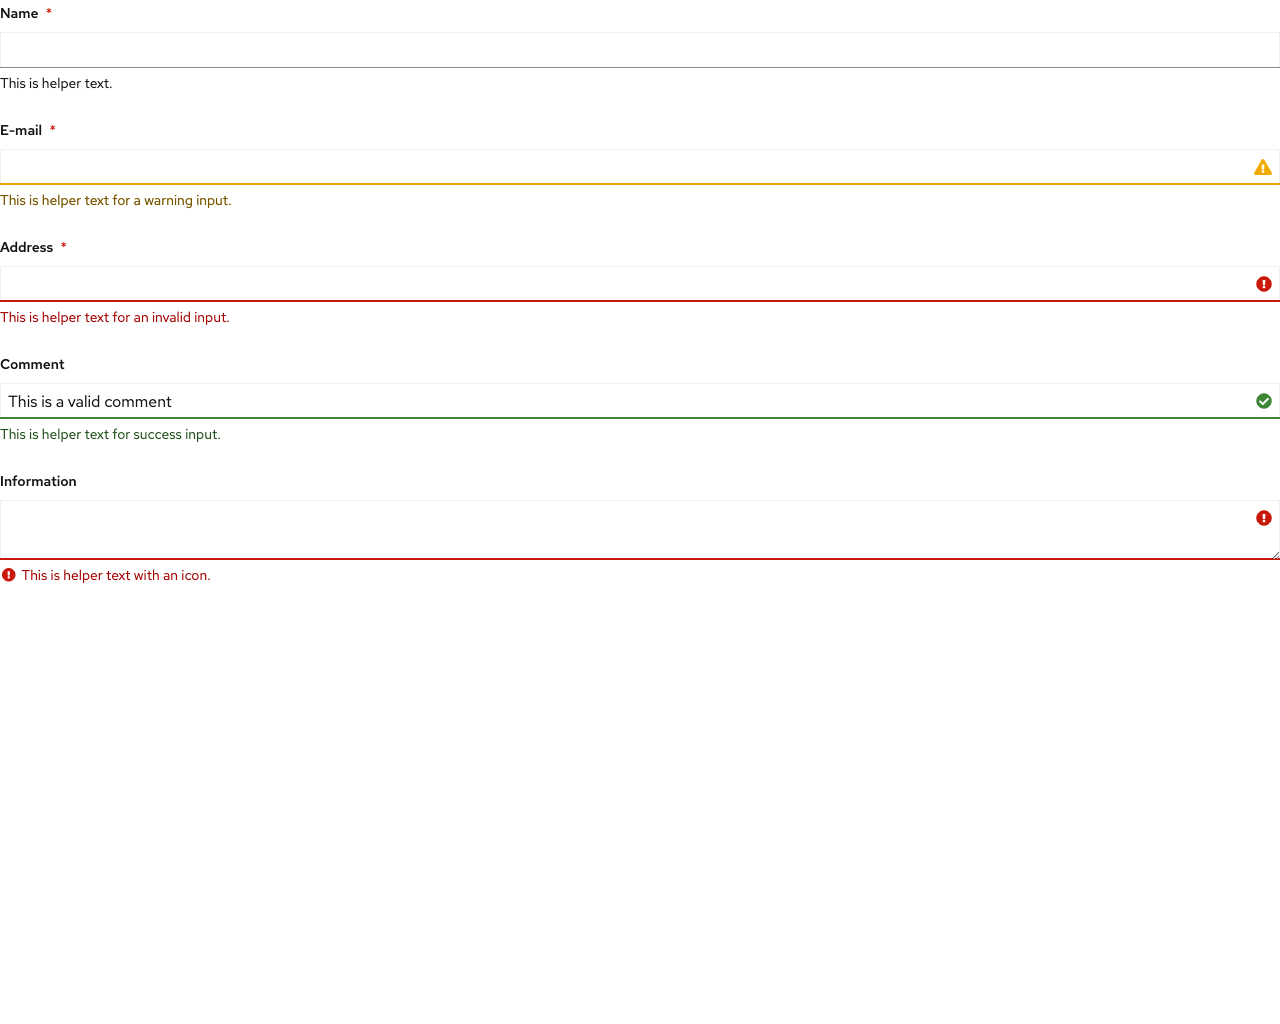 Name *
This is helper text.
E-mail *
This is helper text for a warning input.
Address *
This is helper text for an invalid input.
Comment
This is a valid comment
This is helper text for success input.
Information
This is helper text with an icon.